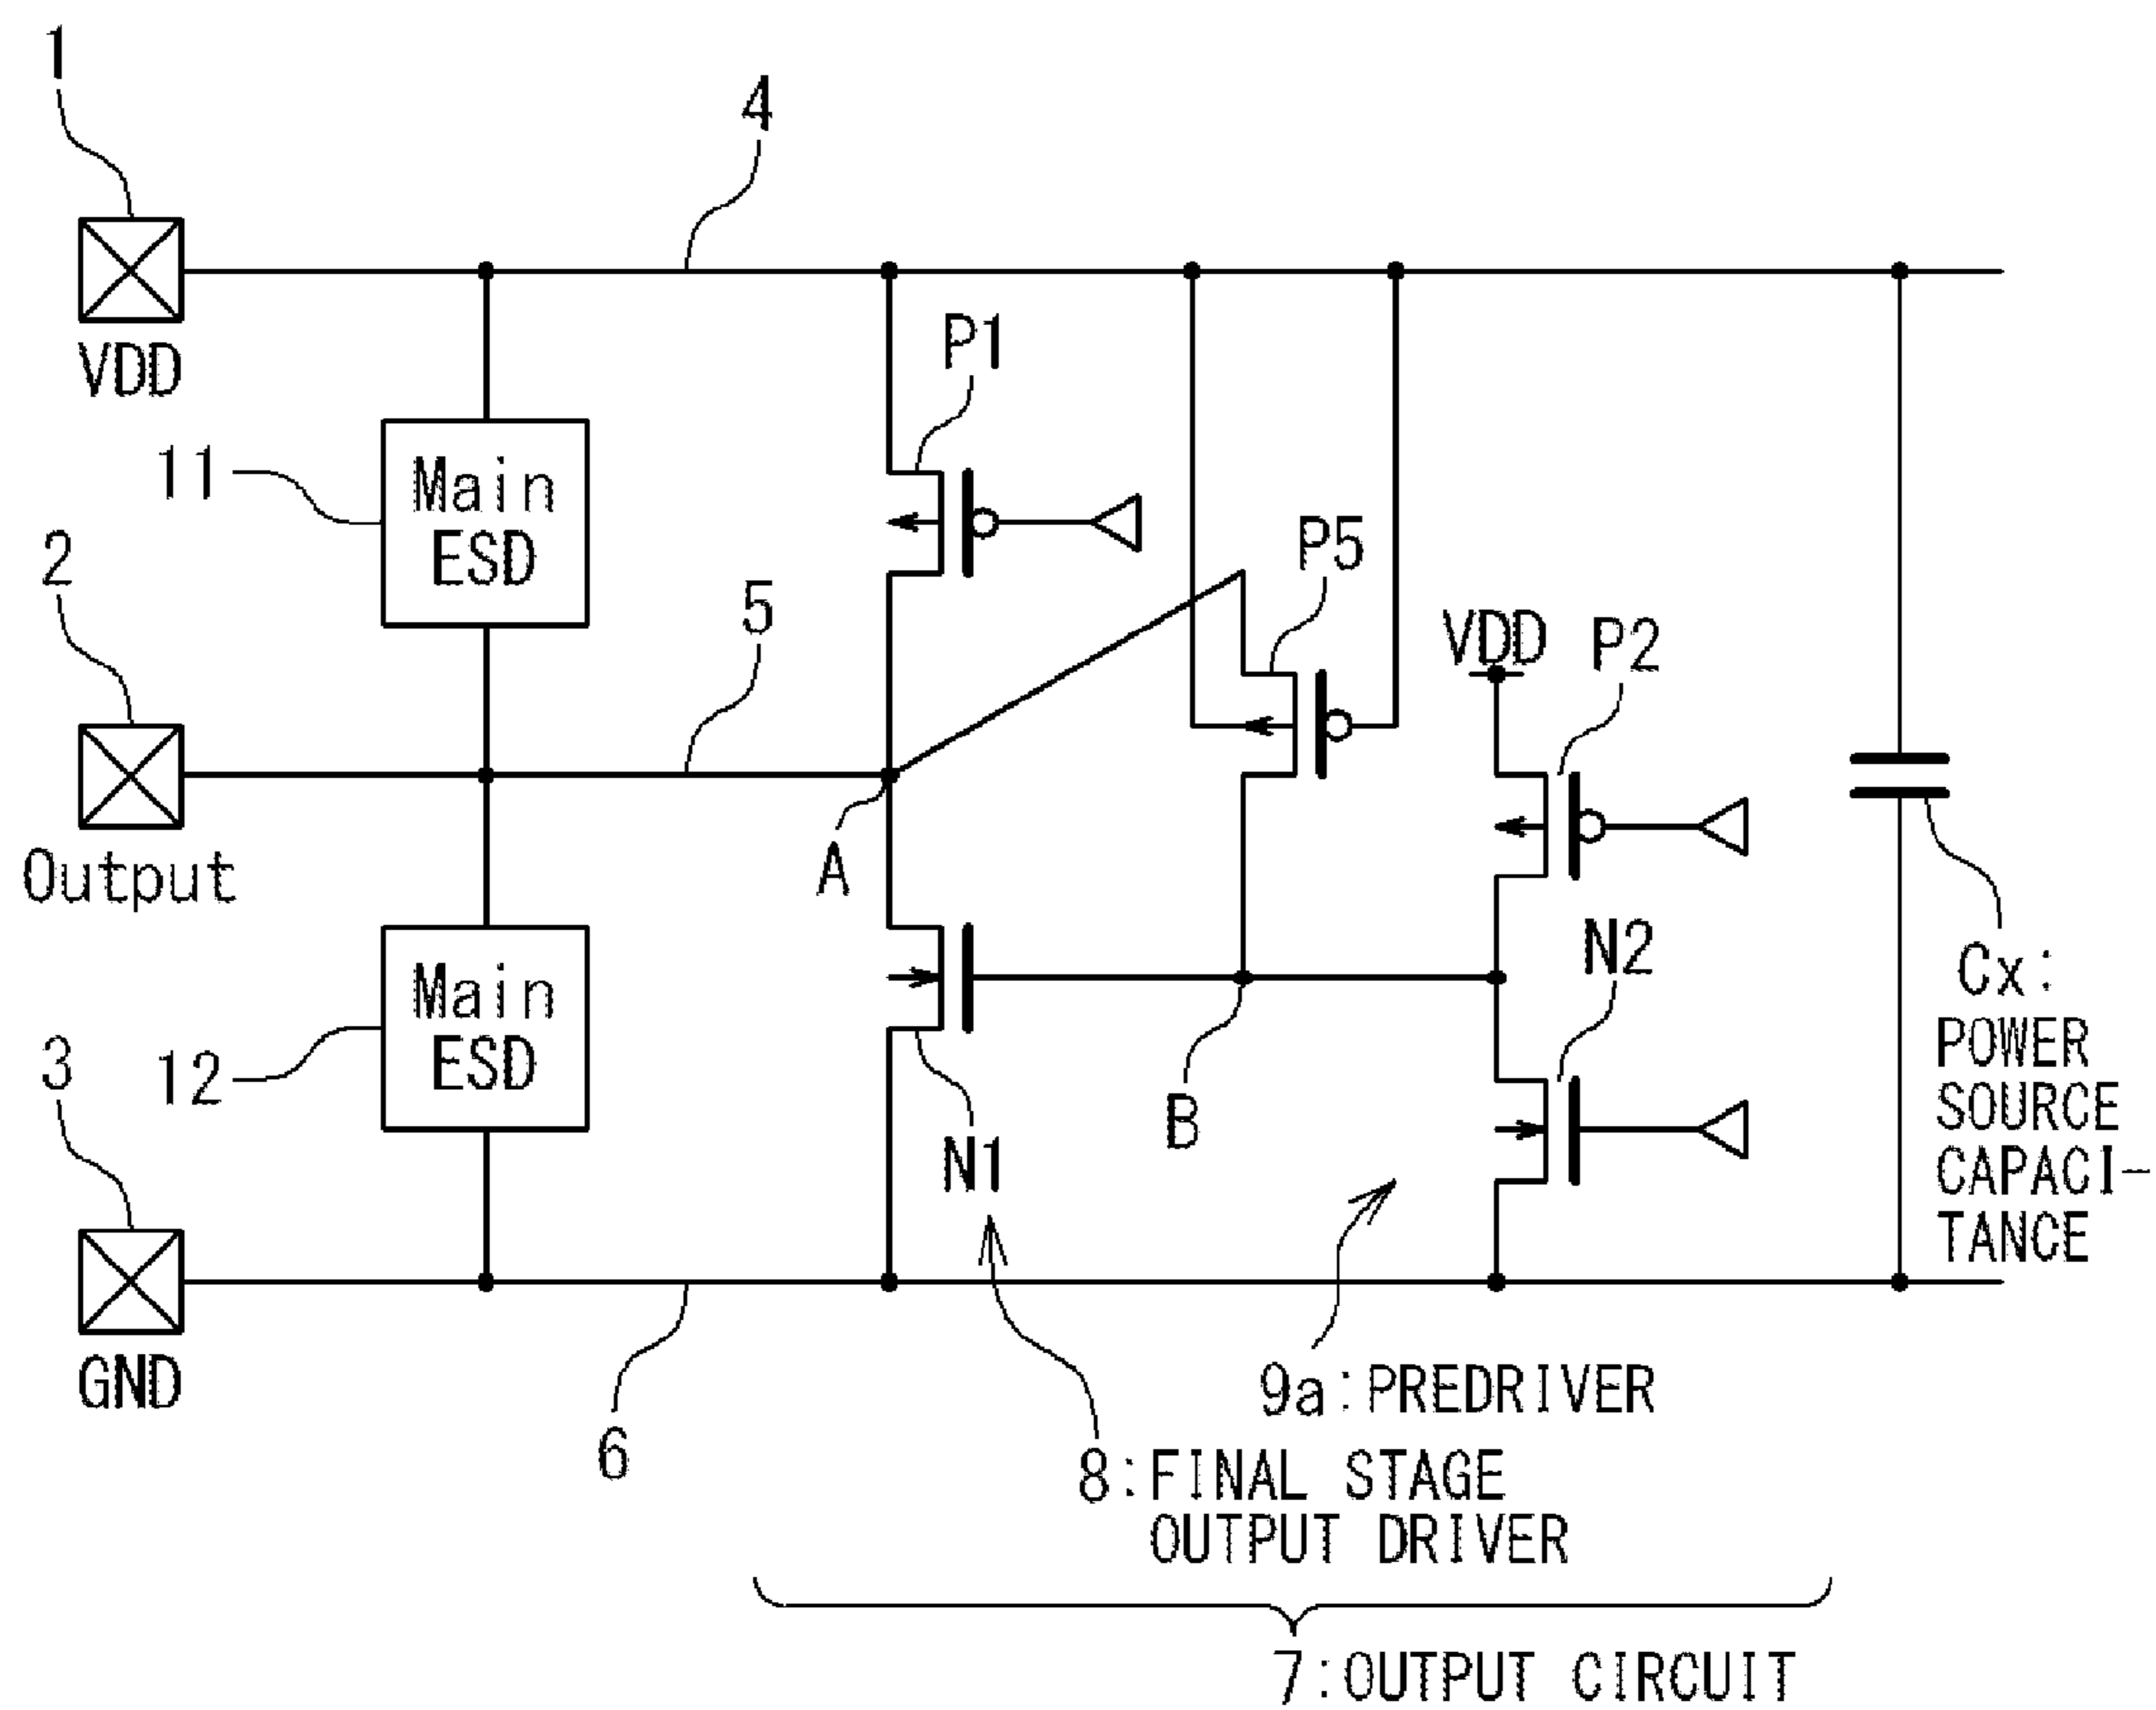 1
4
VDD
P1
11
Main
ESD
2
5
P5
VDD
P2
Output
A
N2
Cx:
POWER
SOURCE
CAPACI-
TANCE
Main
ESD
12
3
N1
B
GND
6
9a:PREDRIVER
8:FINAL STAGE
OUTPUT DRIVER
7:OUTPUT CIRCUIT